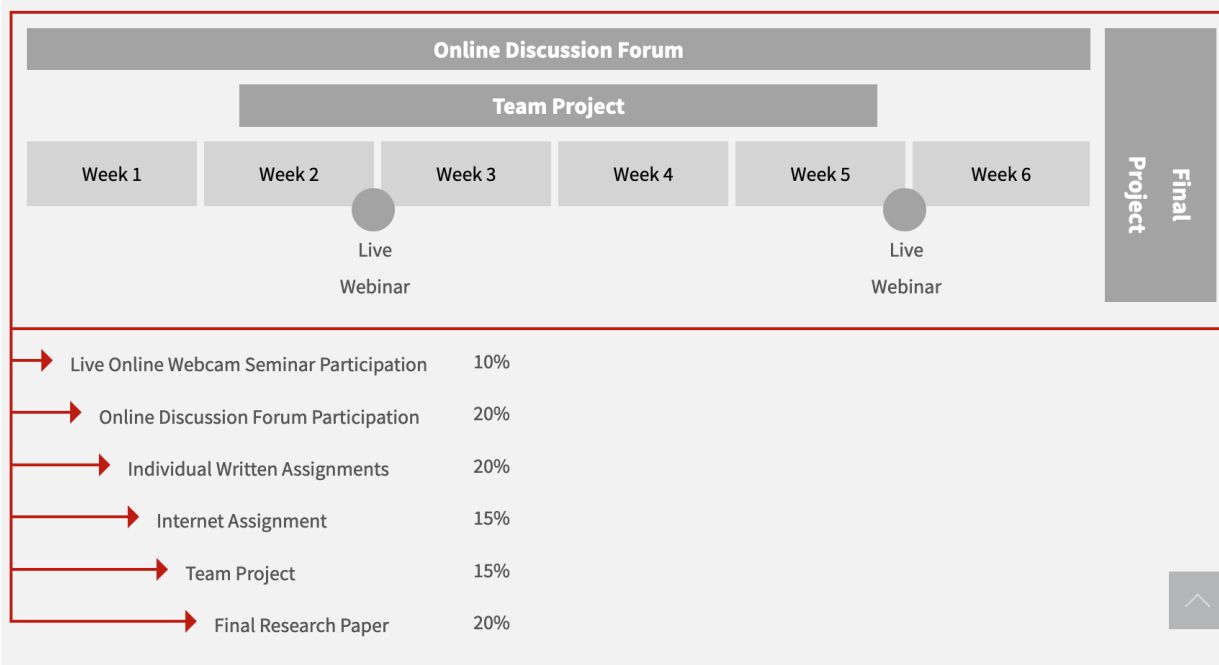 Online Discussion Forum
Team Project
Week 1 Week 2 Week 3 Week 4 Week 5 Week 6
Final
Project
Live
Webinar
Live
Webinar
Live Online Webcam Seminar Participation 10%
Online Discussion Forum Participation 20%
Individual Written Assignments 20%
Internet Assignment 15%
Team Project 15%
Final Research Paper 20%